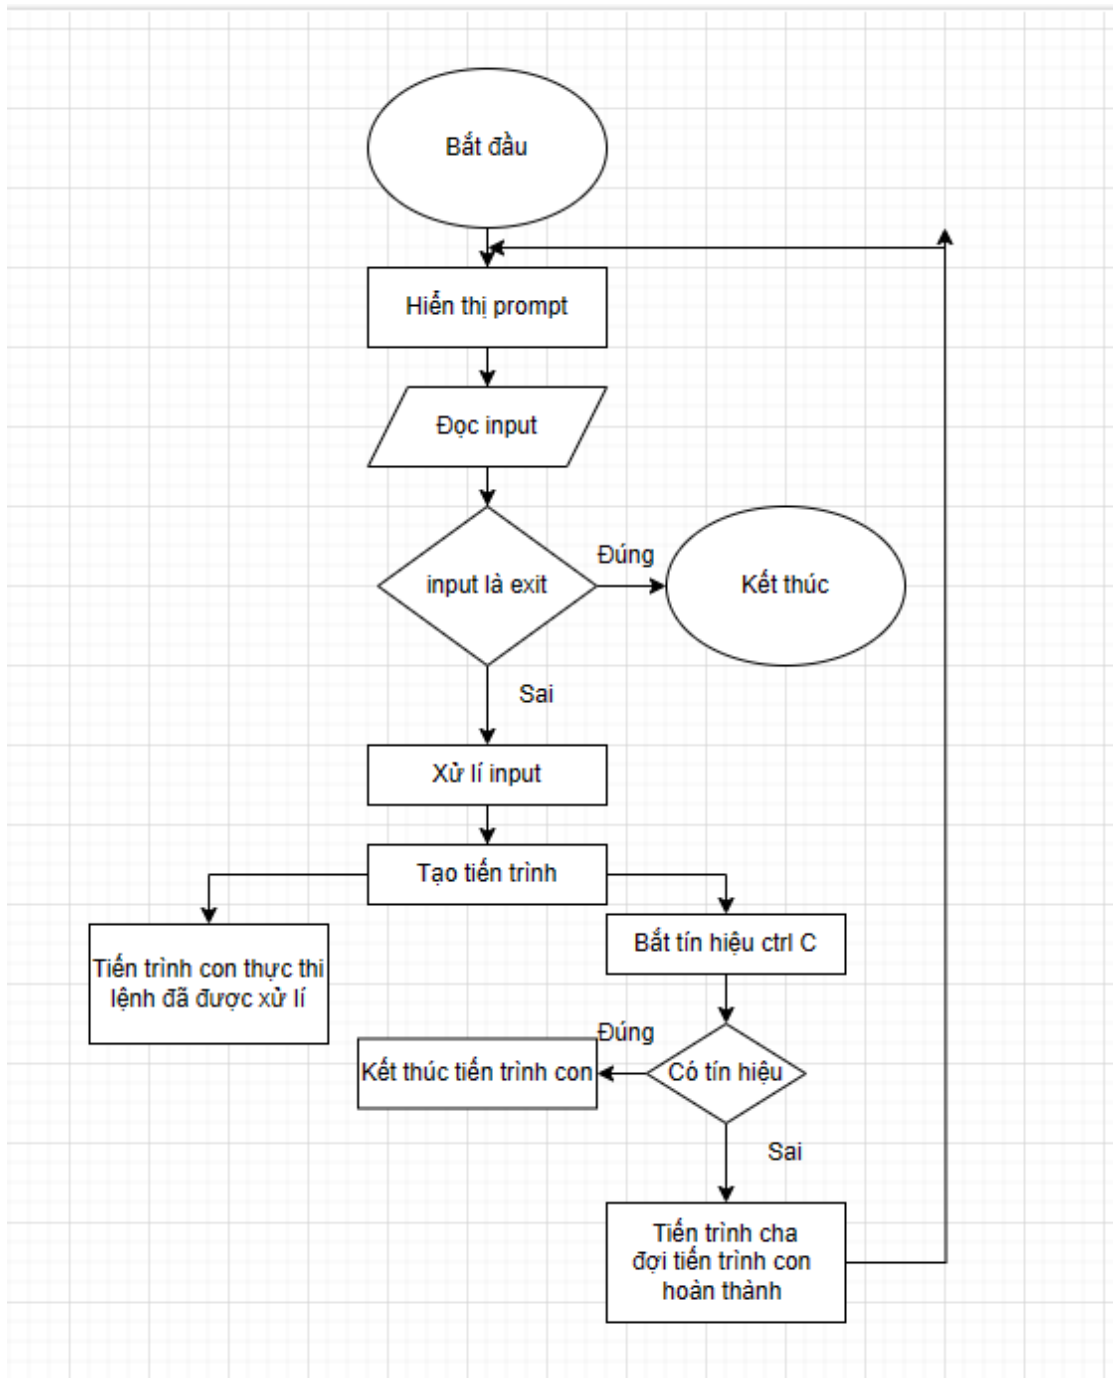 Bắt đầu
Hiển thị prompt
Đọc input
input là exit
Đúng
Kết thúc
Sai
Xử lí input
Tạo tiến trình
Tiến trình con thực thi
lệnh đã được xử lí
Bắt tín hiệu ctrl C
Đúng
Kết thúc tiến trình con
Có tín hiệu
Sai
Tiến trình cha
đợi tiến trình con
hoàn thành